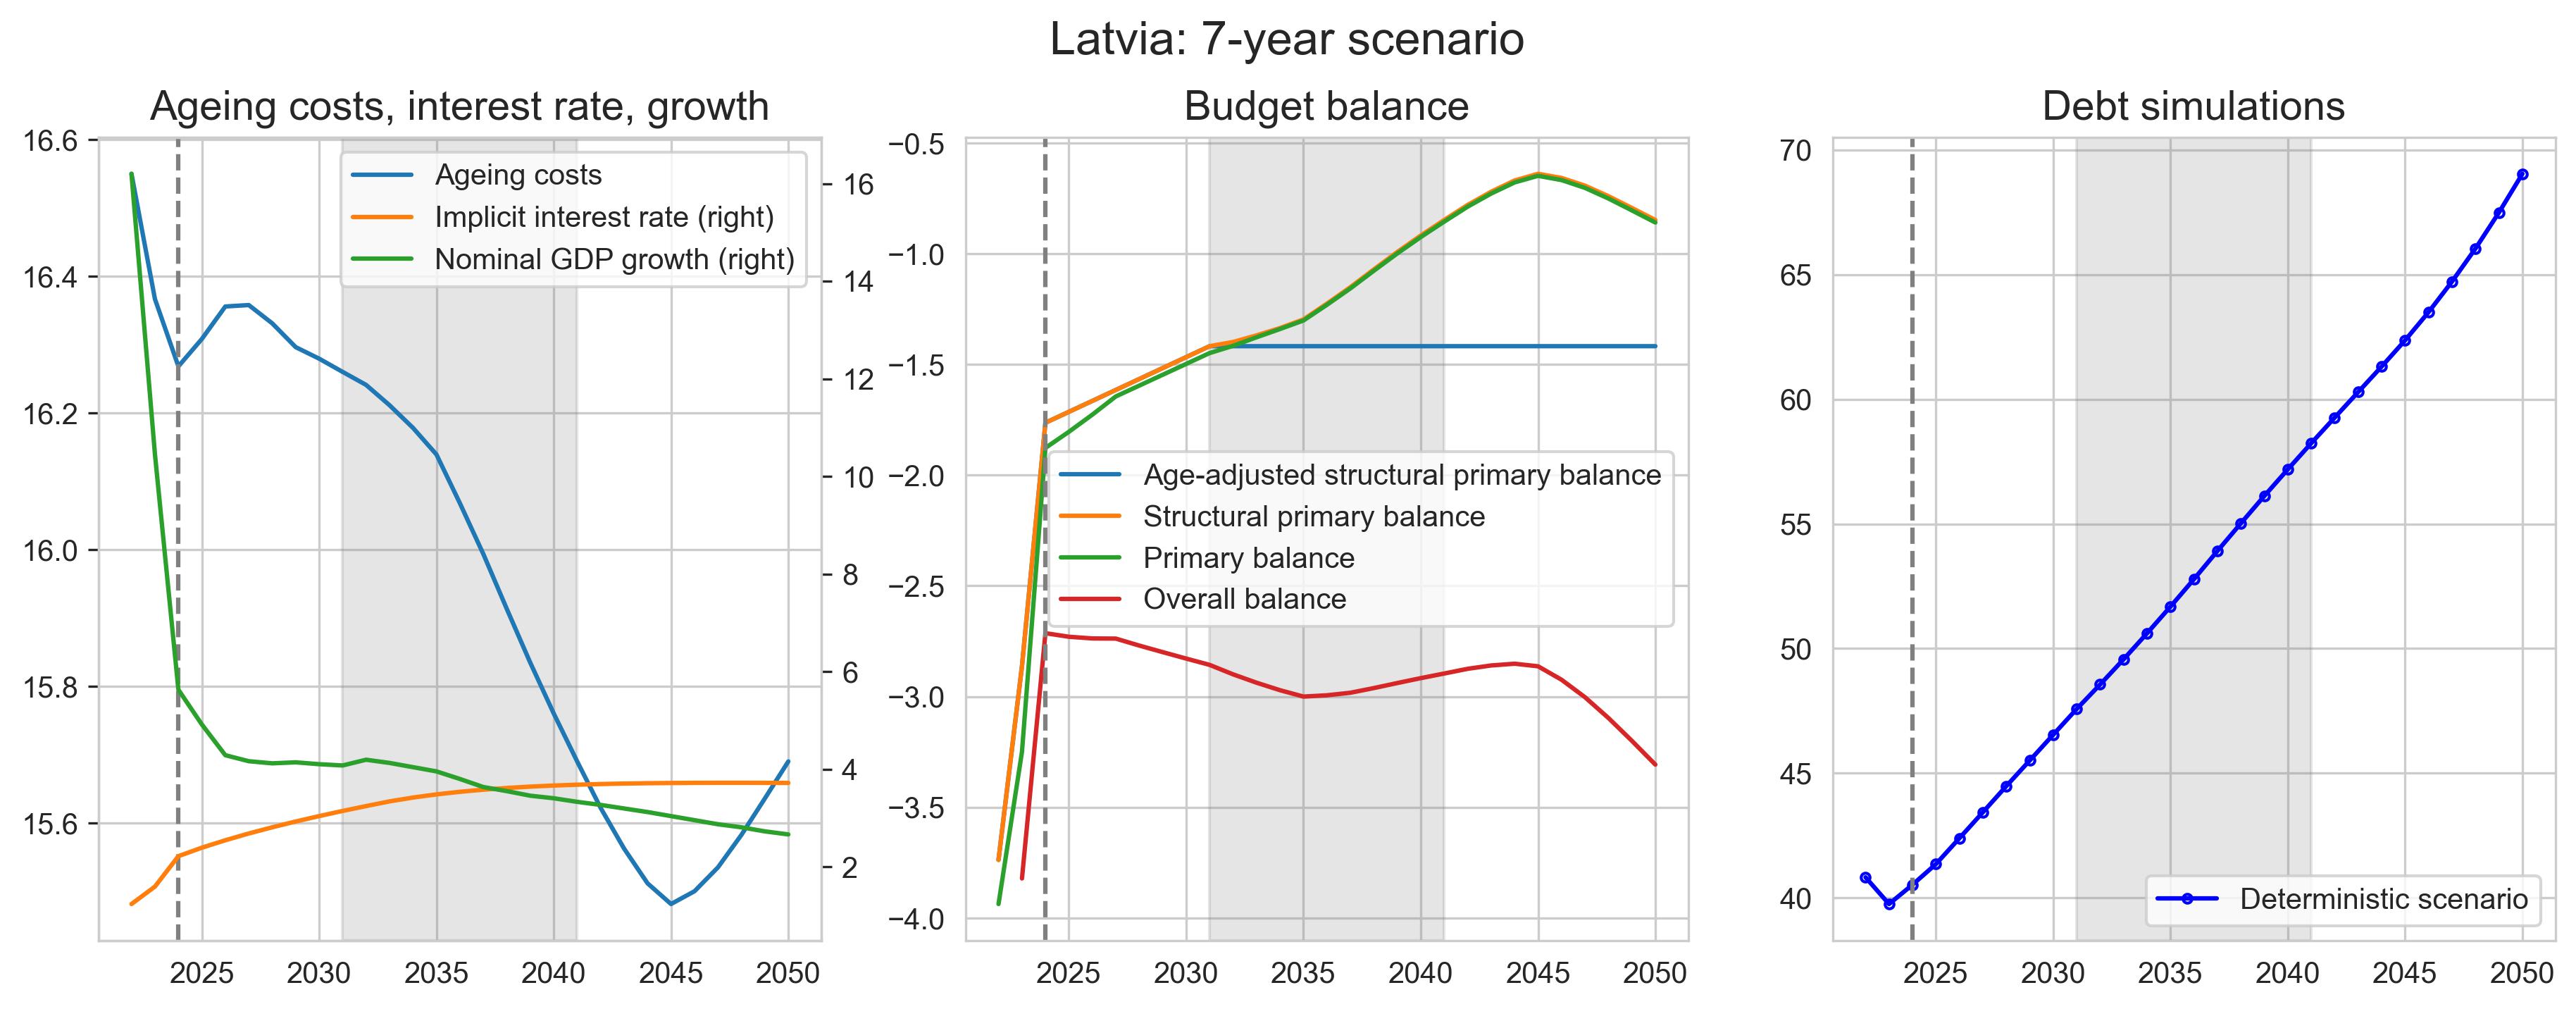 Latvia: 7-year scenario
Ageing costs, interest rate, growth
16.6
16.4
16.2
16.0
15.8
15.6
16
14
12
10
8
6
4
2
Ageing costs
Implicit interest rate (right)
Nominal GDP growth (right)
2025 2030 2035 2040 2045 2050
Budget balance
−0.5
−1.0
−1.5
−2.0
−2.5
−3.0
−3.5
−4.0
Age-adjusted structural primary balance
Structural primary balance
Primary balance
Overall balance
2025 2030 2035 2040 2045 2050
Debt simulations
70
65
60
55
50
45
40
Deterministic scenario
2025 2030 2035 2040 2045 2050